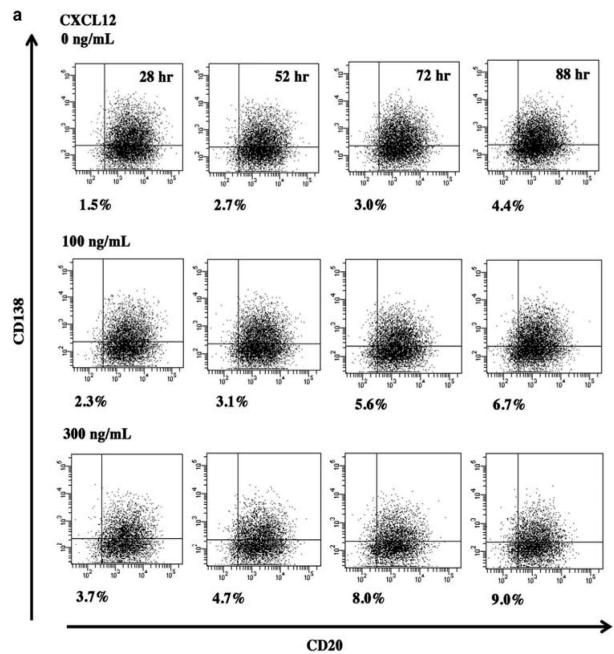 a
CXCL12
0 ng/mL
28 hr 52 hr 72 hr 88 hr
1.5% 2.7% 3.0% 4.4%
100 ng/mL
2.3% 3.1% 5.6% 6.7%
300 ng/mL
3.7% 4.7% 8.0% 9.0%
CD138
CD20